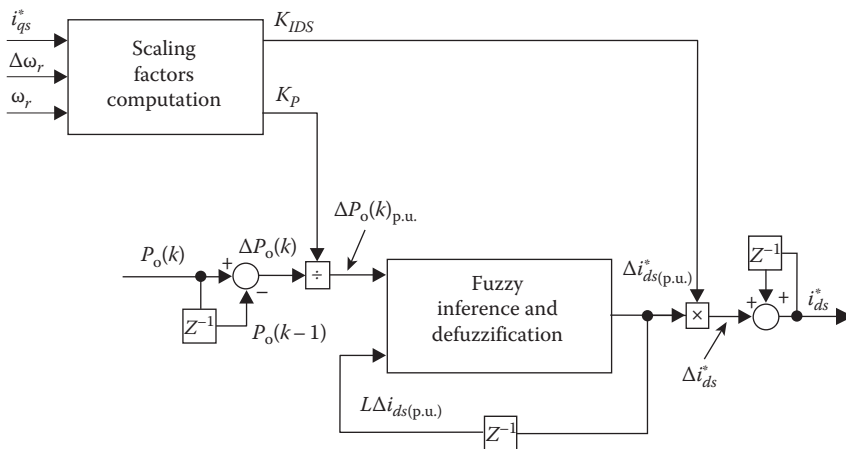 i*qs
Δωr
ωr
Scaling
factors
computation
KIDS
KP
Po(k)
+
−
Z−1
Po(k−1)
ΔPo(k)
÷
ΔPo(k)p.u.
Fuzzy
inference and
defuzzification
LΔids(p.u.)
Z−1
Δi*ds(p.u.)
×
Δi*ds
Z−1
+
+
i*ds